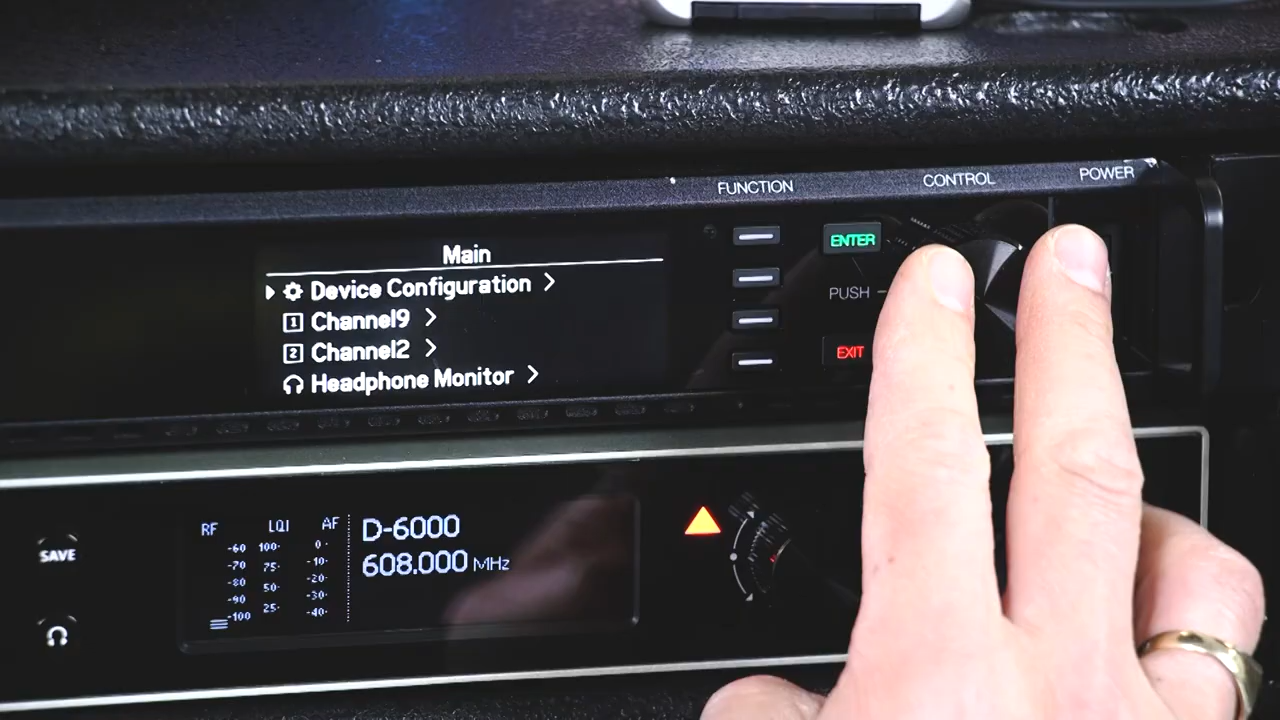 FUNCTION
CONTROL
POWER
Main
Device Configuration >
1 Channel9 >
2 Channel2 >
Headphone Monitor >
ENTER
PUSH
EXIT
SAVE
RF LQI AF
-60 100 0
-70 75 -10
-80 50 -20
-90 25 -30
-100 -40
D-6000
608.000 MHz